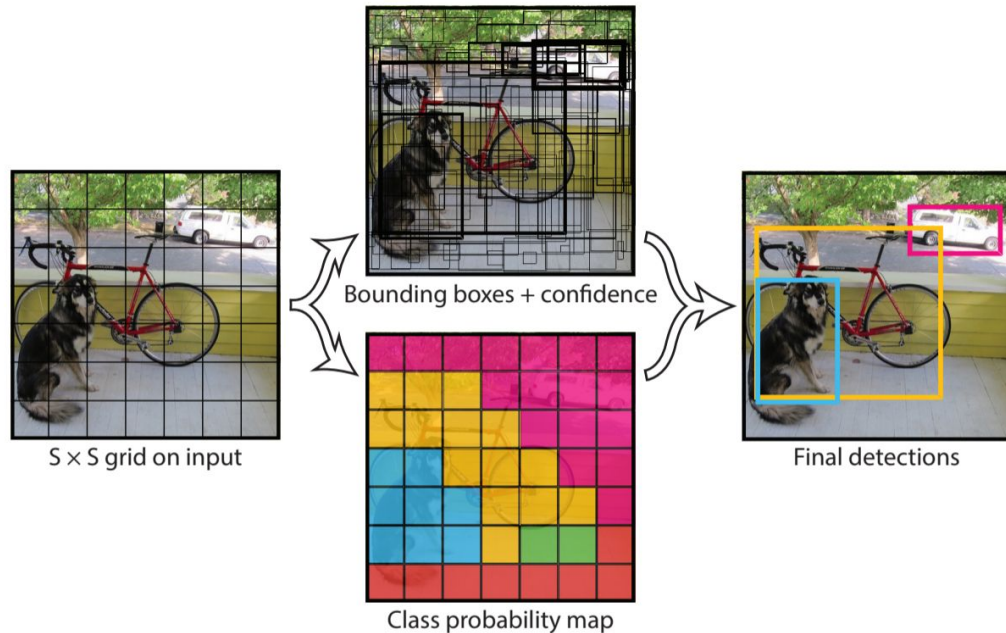 S × S grid on input
Bounding boxes + confidence
Class probability map
Final detections